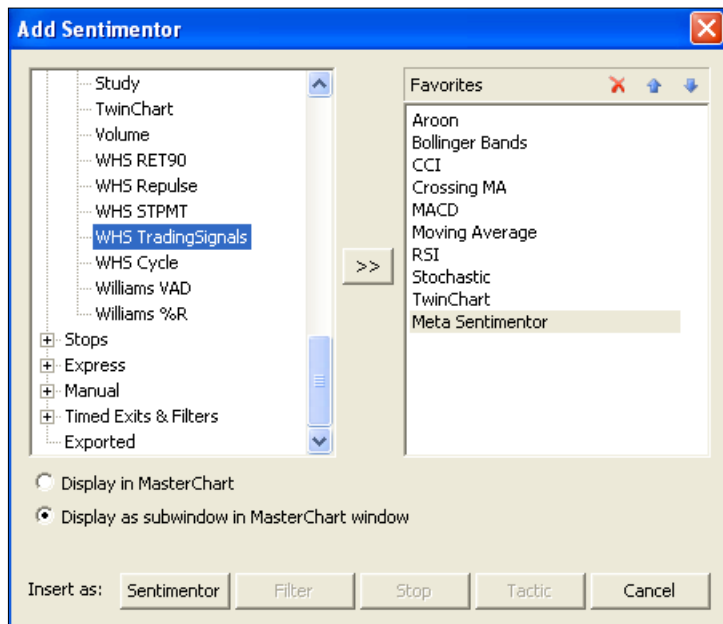 Add Sentimentor
Study
TwinChart
Volume
WHS RET90
WHS Repulse
WHS STPMT
WHS TradingSignals
WHS Cycle
Williams VAD
Williams %R
Stops
Express
Manual
Timed Exits & Filters
Exported
>>
Favorites
Aroon
Bollinger Bands
CCI
Crossing MA
MACD
Moving Average
RSI
Stochastic
TwinChart
Meta Sentimentor
Display in MasterChart
Display as subwindow in MasterChart window
Insert as: Sentimentor Filter Stop Tactic Cancel